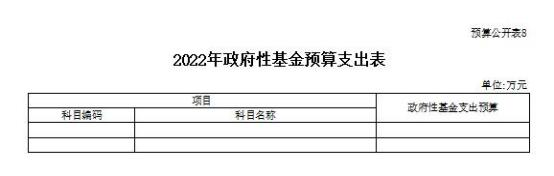 预算公开表8
2022年政府性基金预算支出表
单位:万元
项目
政府性基金支出预算
科目编码 科目名称